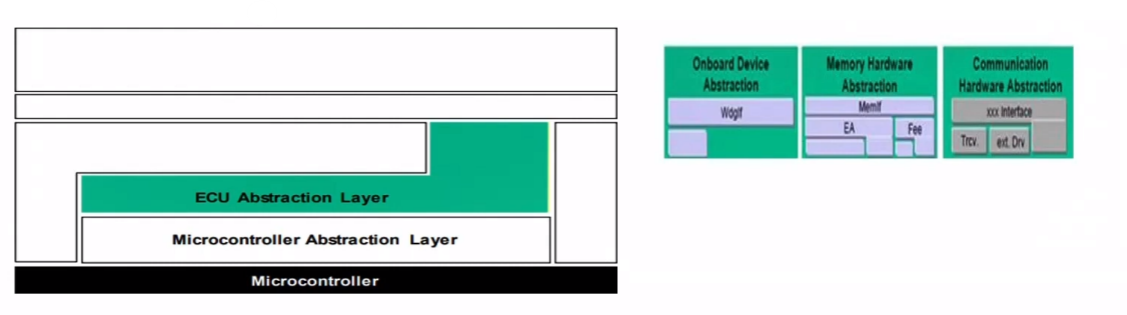 ECU Abstraction Layer
Microcontroller Abstraction Layer
Microcontroller
Onboard Device
Abstraction
WdgIf
Memory Hardware
Abstraction
MemIf
EA
Fee
Communication
Hardware Abstraction
xxx Interface
Trcv.
ext. Drv